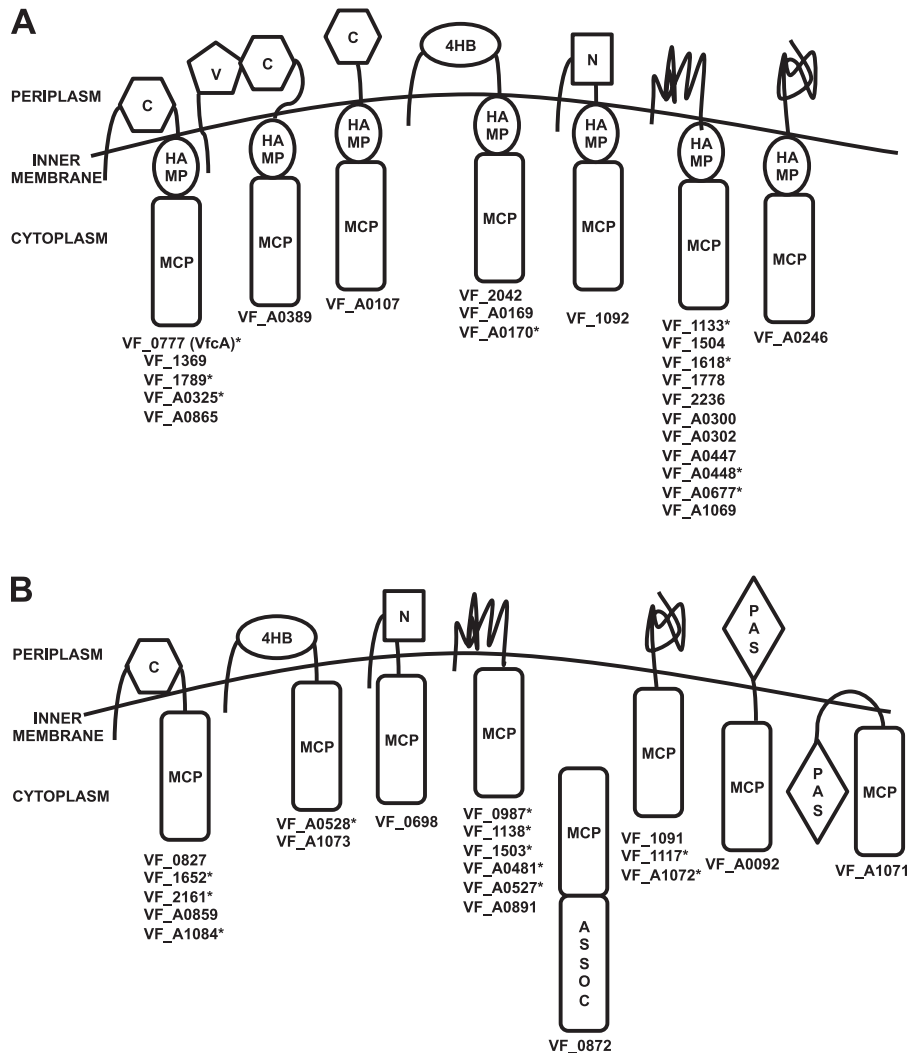 A
C
V
C
C
4HB
N
PERIPLASM
INNER
MEMBRANE
CYTOPLASM
HA
MP
HA
MP
HA
MP
HA
MP
HA
MP
HA
MP
HA
MP
MCP
MCP
MCP
MCP
MCP
MCP
MCP
VF_0777 (VfcA)*
VF_1369
VF_1789*
VF_A0325*
VF_A0865
VF_A0389
VF_A0107
VF_2042
VF_A0169
VF_A0170*
VF_1092
VF_1133*
VF_1504
VF_1618*
VF_1778
VF_2236
VF_A0300
VF_A0302
VF_A0447
VF_A0448*
VF_A0677*
VF_A1069
VF_A0246
B
PERIPLASM
INNER
MEMBRANE
CYTOPLASM
C
4HB
N
P
A
S
P
A
S
MCP
MCP
MCP
MCP
MCP
MCP
MCP
MCP
A
S
S
O
C
VF_0827
VF_1652*
VF_2161*
VF_A0859
VF_A1084*
VF_A0528*
VF_A1073
VF_0698
VF_0987*
VF_1138*
VF_1503*
VF_A0481*
VF_A0527*
VF_A0891
VF_0872
VF_1091
VF_1117*
VF_A1072*
VF_A0092
VF_A1071